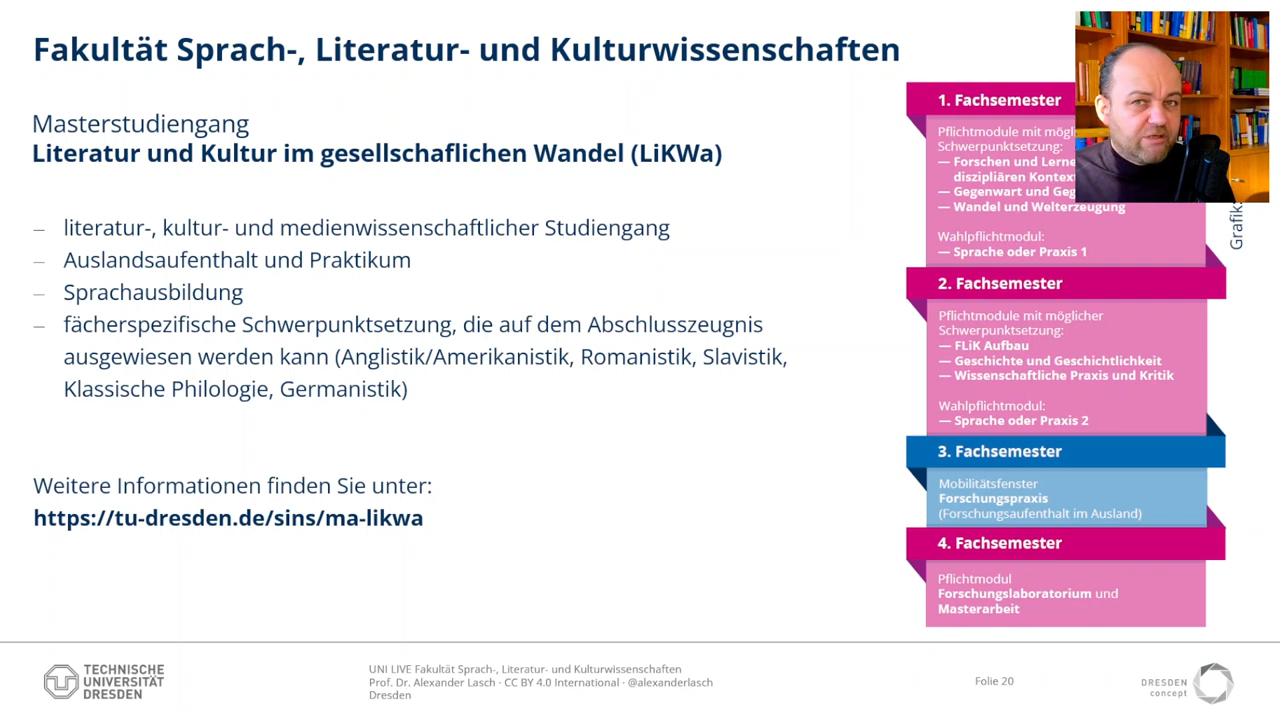 Fakultät Sprach-, Literatur- und Kulturwissenschaften
Masterstudiengang
Literatur und Kultur im gesellschaflichen Wandel (LiKWa)
– literatur-, kultur- und medienwissenschaftlicher Studiengang
– Auslandsaufenthalt und Praktikum
– Sprachausbildung
– fächerspezifische Schwerpunktsetzung, die auf dem Abschlusszeugnis
ausgewiesen werden kann (Anglistik/Amerikanistik, Romanistik, Slavistik,
Klassische Philologie, Germanistik)
Weitere Informationen finden Sie unter:
https://tu-dresden.de/sins/ma-likwa
1. Fachsemester
Pflichtmodule mit
Schwerpunktsetzung:
— Forschen und
disziplären
— Gegenwart und
— Wandel und Welterzeugung
Wahlpflichtmodul:
— Sprache oder Praxis 1
2. Fachsemester
Pflichtmodule mit möglicher
Schwerpunktsetzung:
— FLiK Aufbau
— Geschichte und Geschichtlichkeit
— Wissenschaftliche Praxis und Kritik
Wahlpflichtmodul:
— Sprache oder Praxis 2
3. Fachsemester
Mobilitätsfenster
Forschungspraxis
(Forschungsaufenthalt im Ausland)
4. Fachsemester
Pflichtmodul
Forschungslaboratorium und
Masterarbeit
TECHNISCHE
UNIVERSITÄT
DRESDEN
UNI LIVE Fakultät Sprach-, Literatur- und Kulturwissenschaften
Prof. Dr. Alexander Lasch · CC BY 4.0 International · @alexanderlasch
Dresden
Folie 20
DRESDEN
concept